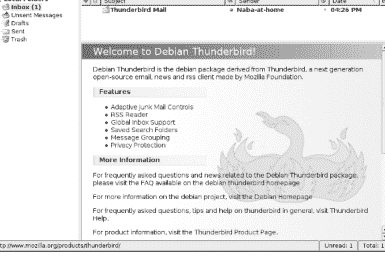 Subject Sender Date
Inbox (1) Thunderbird Mail Naba-at-home 04:26 PM
Unsent Messages
Drafts
Sent
Trash
Welcome to Debian Thunderbird!
Debian Thunderbird is the debian package derived from Thunderbird, a next generation
open-source email, news and rss client made by Mozilla Foundation.
Features
Adaptive Junk Mail Controls
RSS Reader
Global Inbox Support
Saved Search Folders
Message Grouping
Privacy Protection
More Information
For frequently asked questions and news related to the Debian Thunderbird package,
please visit the FAQ available on the debian thunderbird homepage
For more information on the debian project, visit the Debian Homepage
For frequently asked questions, tips and help on thunderbird in general, visit Thunderbird
Help.
For product information, visit the Thunderbird Product Page.
tp://www.mozilla.org/products/thunderbird/ Unread: 1 Total: 1